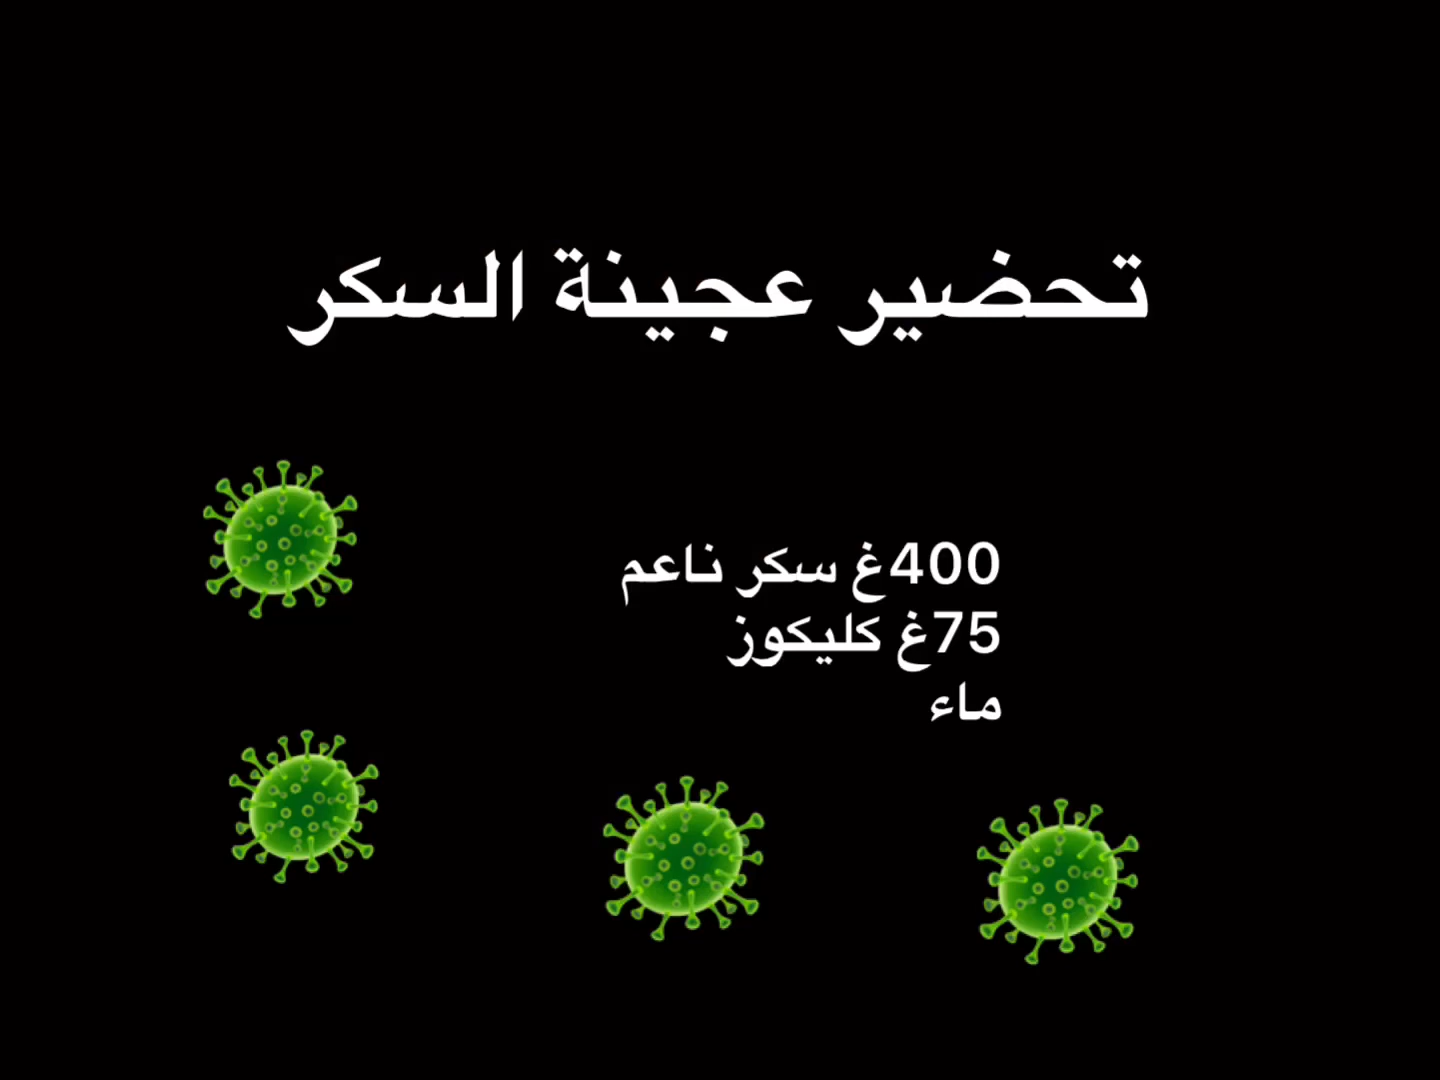 تحضير عجينة السكر
400غ سكر ناعم
75غ كليكوز
ماء